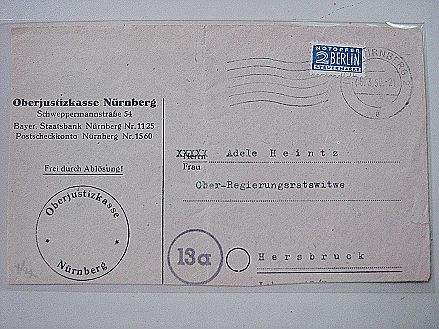 Oberjustizkasse Nürnberg
Schweppermannstraße 54
Bayer. Staatsbank Nürnberg Nr. 1125
Postscheckkonto Nürnberg Nr. 1560
Frei durch Ablösung!
Oberjustizkasse
Nürnberg
NOTOPFER
2 BERLIN
STEUERMARKE
NÜRNBERG
Herrn
Frau
Adele Heintz
Ober-Regierungsratswitwe
13a
Hersbruck